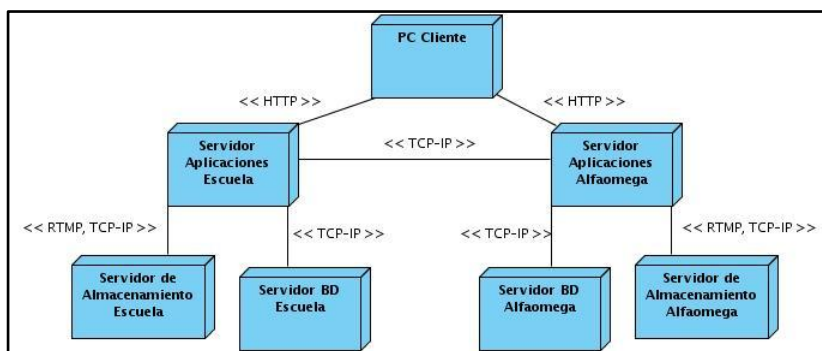 PC Cliente
<< HTTP >>
<< HTTP >>
Servidor
Aplicaciones
Escuela
<< TCP-IP >>
Servidor
Aplicaciones
Alfaomega
<< RTMP, TCP-IP >>
<< TCP-IP >>
<< TCP-IP >>
<< RTMP, TCP-IP >>
Servidor de
Almacenamiento
Escuela
Servidor BD
Escuela
Servidor BD
Alfaomega
Servidor de
Almacenamiento
Alfaomega